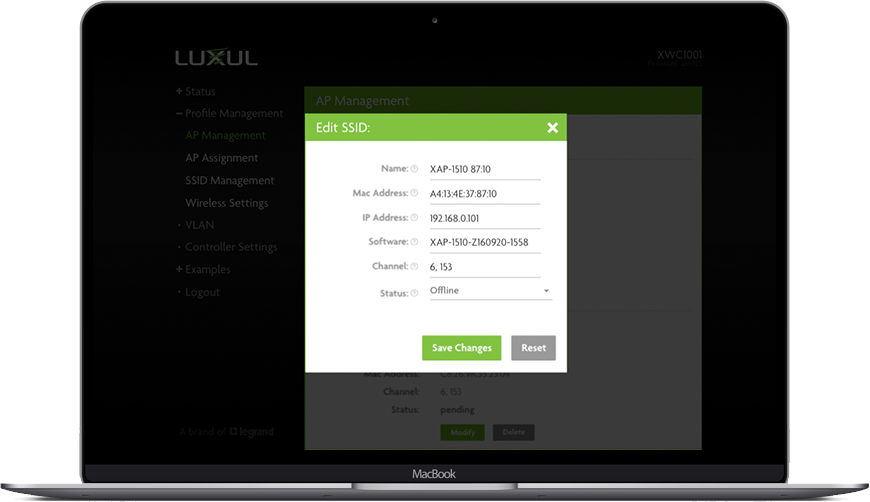 LUXUL
XWC1001
+ Status
− Profile Management
AP Management
AP Assignment
SSID Management
Wireless Settings
· VLAN
· Controller Settings
+ Examples
· Logout
A brand of legrand
AP Management
Edit SSID:
Name: XAP-1510 87:10
Mac Address: A4:13:4E:37:87:10
IP Address: 192.168.0.101
Software: XAP-1510-Z160920-1558
Channel: 6, 153
Status: Offline
Save Changes Reset
Mac Address:
Channel: 6, 153
Status: pending
Modify Delete
MacBook